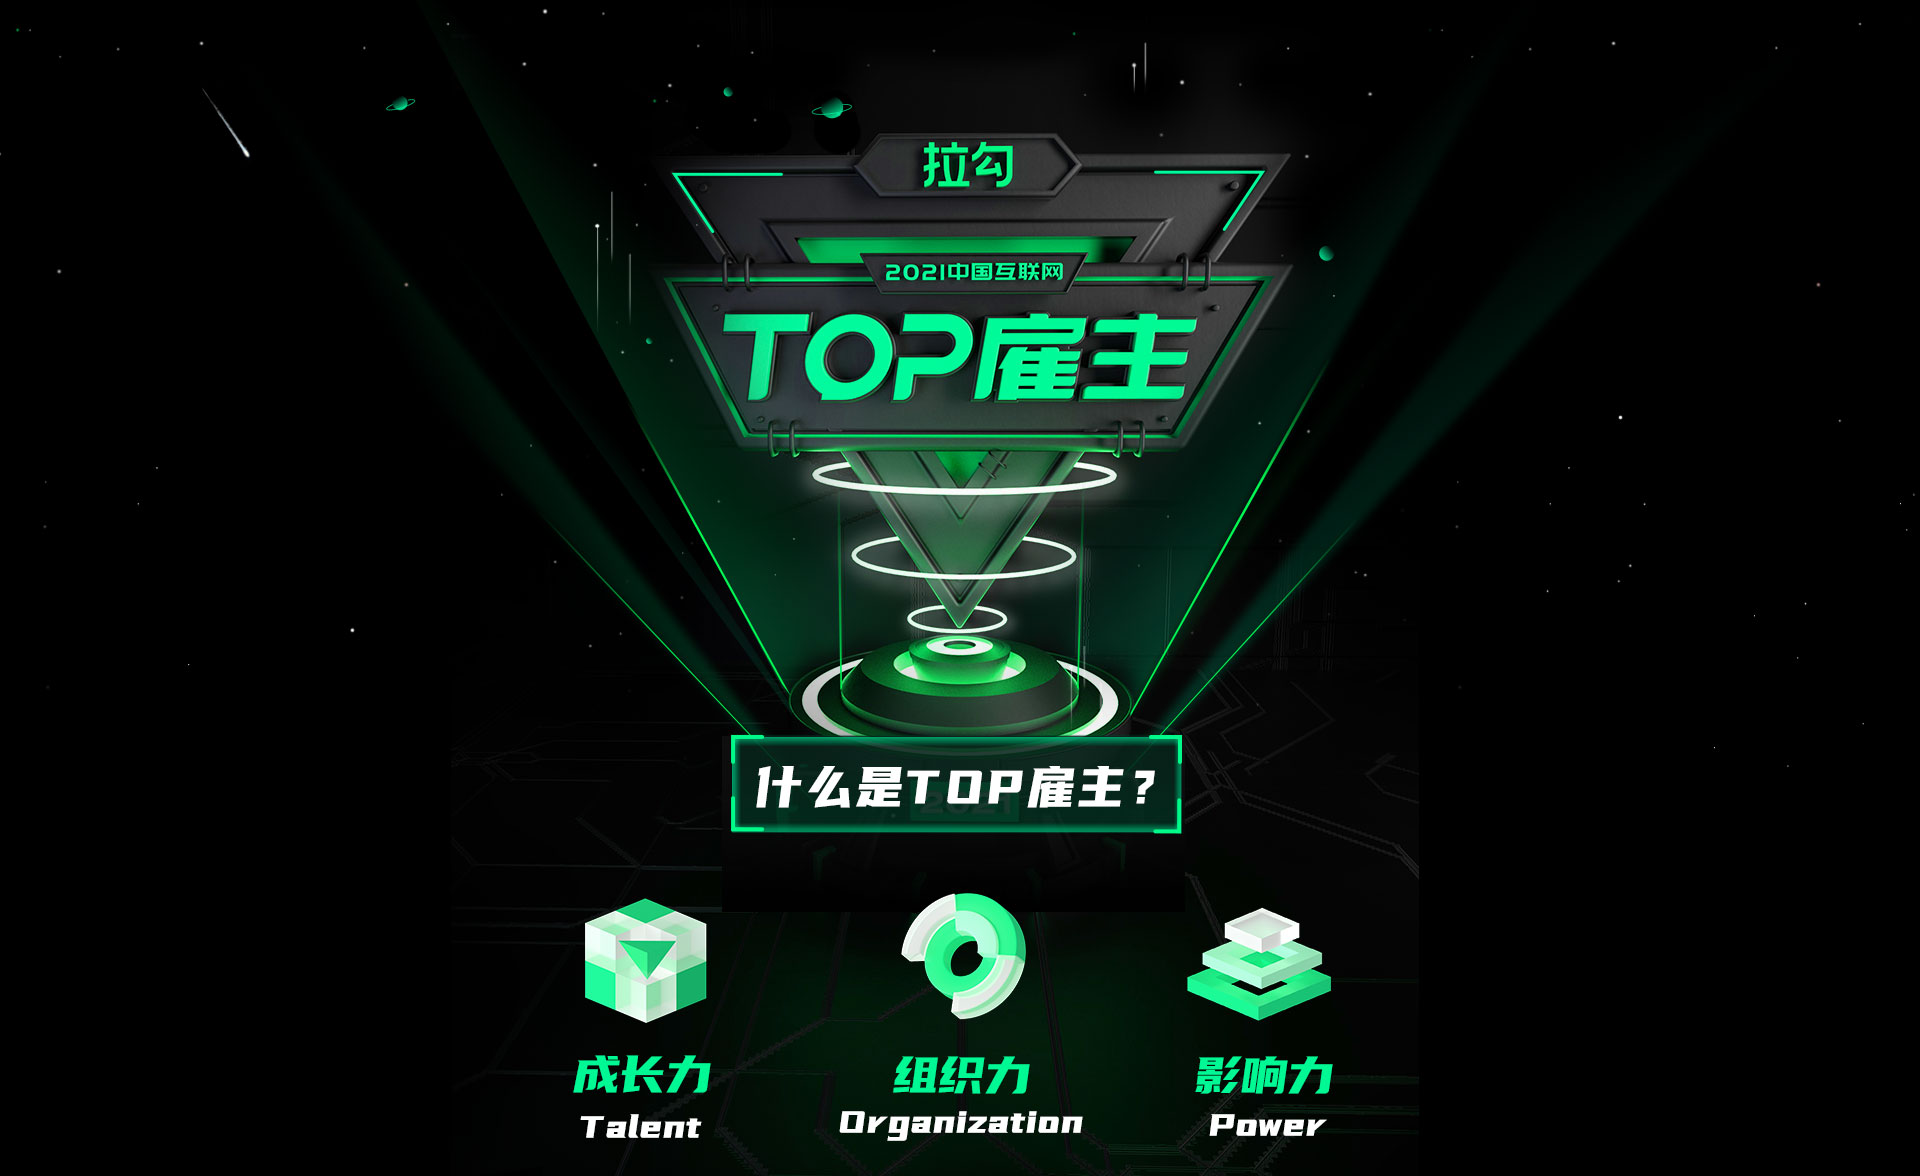 拉勾
2021中国互联网
TOP雇主
什么是TOP雇主？
2021
成长力
Talent
组织力
Organization
影响力
Power